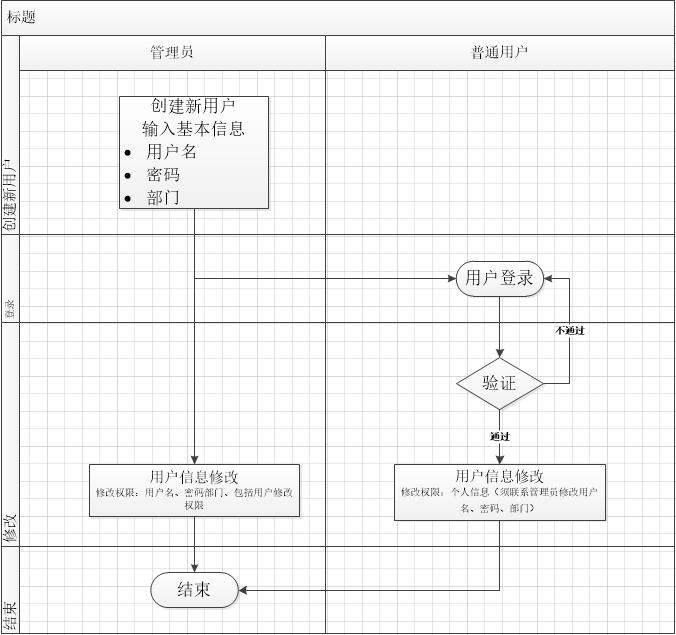 标题
管理员
普通用户
创建新用户
创建新用户
输入基本信息
• 用户名
• 密码
• 部门
登录
用户登录
不通过
验证
通过
修改
用户信息修改
修改权限：用户名、密码部门、包括用户修改
权限
用户信息修改
修改权限：个人信息（须联系管理员修改用户
名、密码、部门）
结束
结束